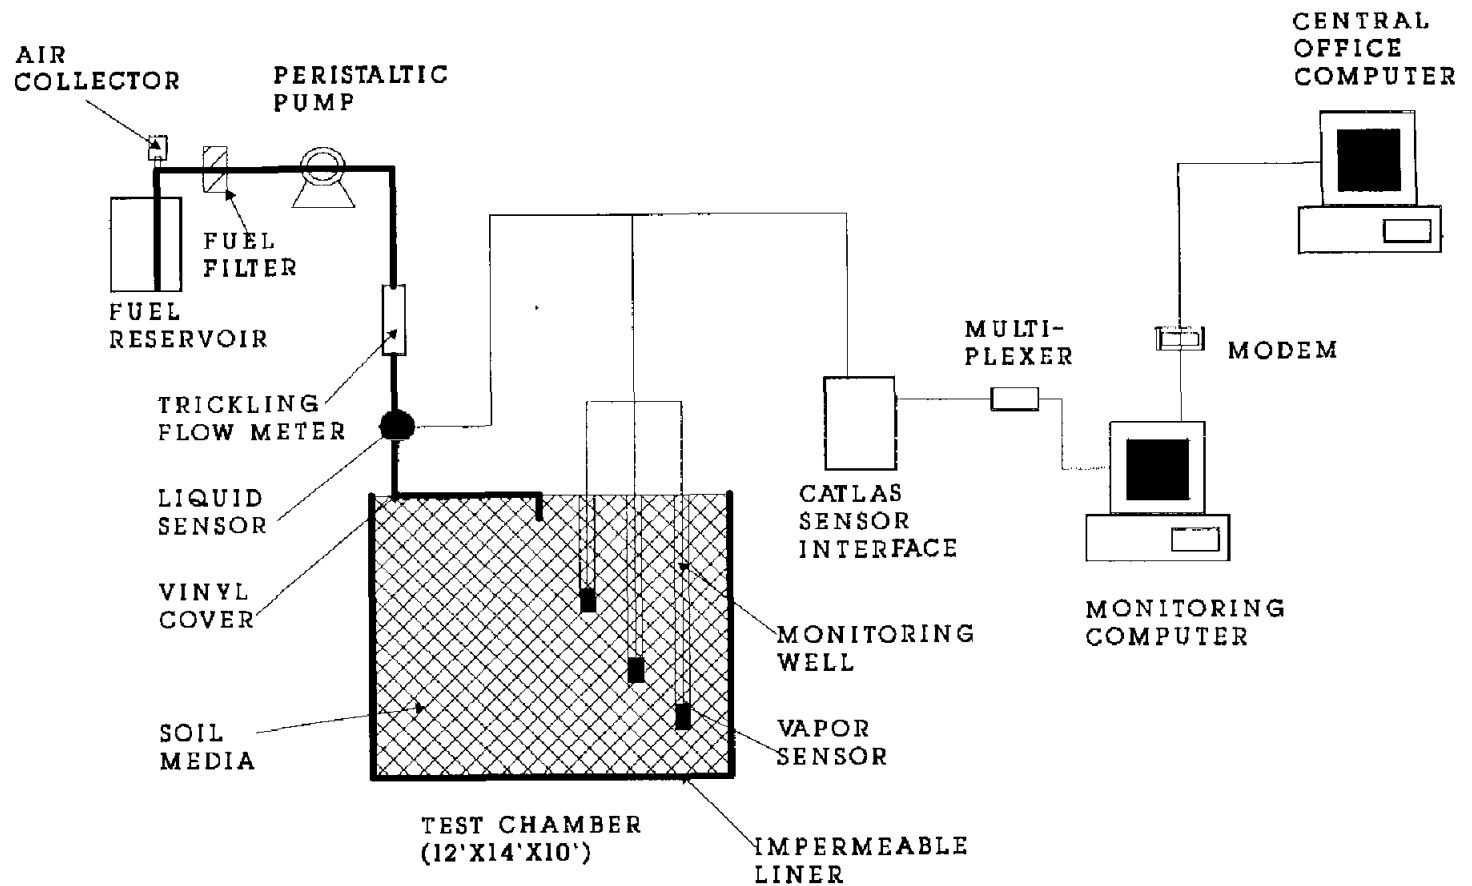 AIR
COLLECTOR
PERISTALTIC
PUMP
CENTRAL
OFFICE
COMPUTER
FUEL
FILTER
FUEL
RESERVOIR
MULTI-
PLEXER
MODEM
TRICKLING
FLOW METER
LIQUID
SENSOR
CATLAS
SENSOR
INTERFACE
VINYL
COVER
MONITORING
COMPUTER
MONITORING
WELL
SOIL
MEDIA
VAPOR
SENSOR
TEST CHAMBER
(12'X14'X10')
IMPERMEABLE
LINER